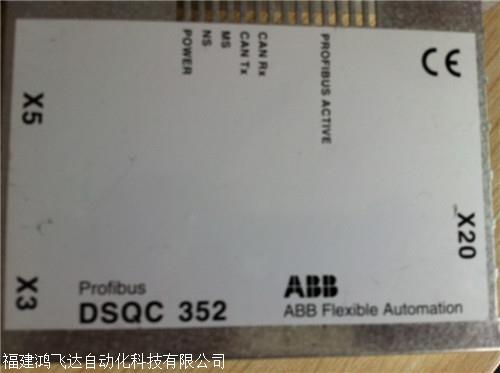 POWER
NS
MS
CAN Tx
CAN Rx
PROFIBUS ACTIVE
CE
X5
X20
X3
Profibus
DSQC 352
ABB
ABB Flexible Automation
福建鸿飞达自动化科技有限公司